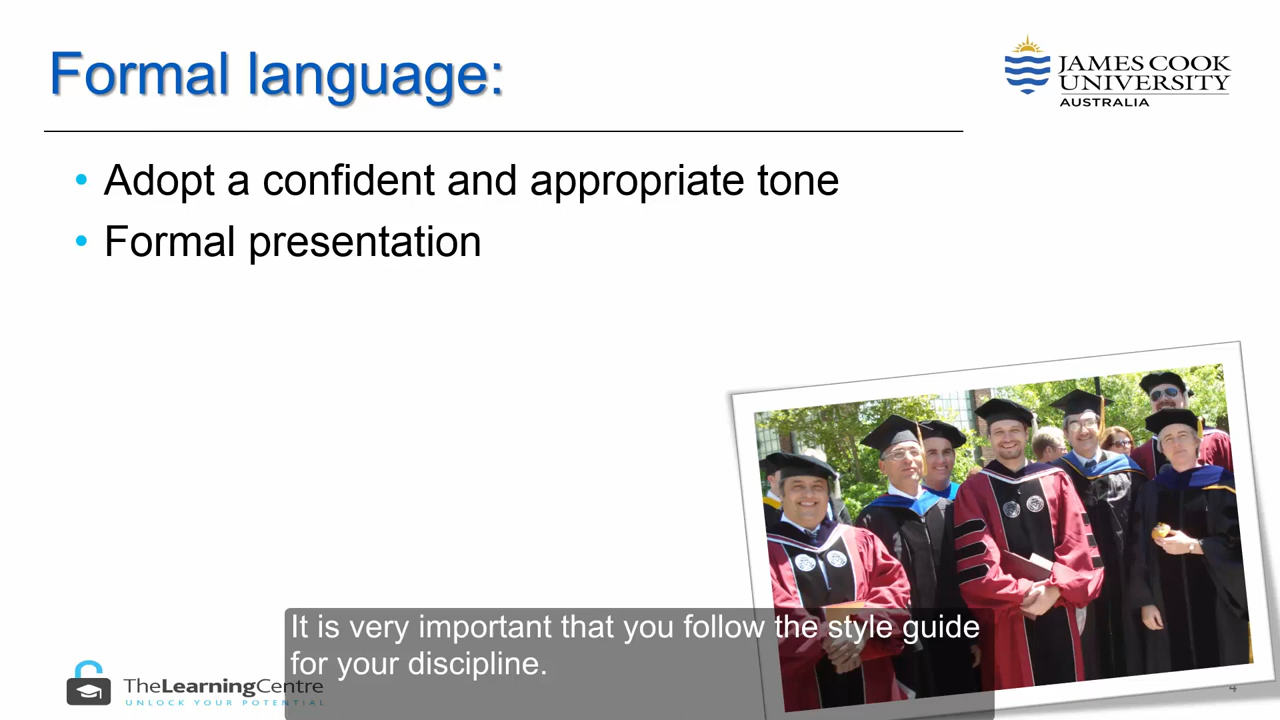 Formal language:
JAMES COOK
UNIVERSITY
AUSTRALIA
• Adopt a confident and appropriate tone
• Formal presentation
It is very important that you follow the style guide
for your discipline.
TheLearningCentre
UNLOCK YOUR POTENTIAL
4